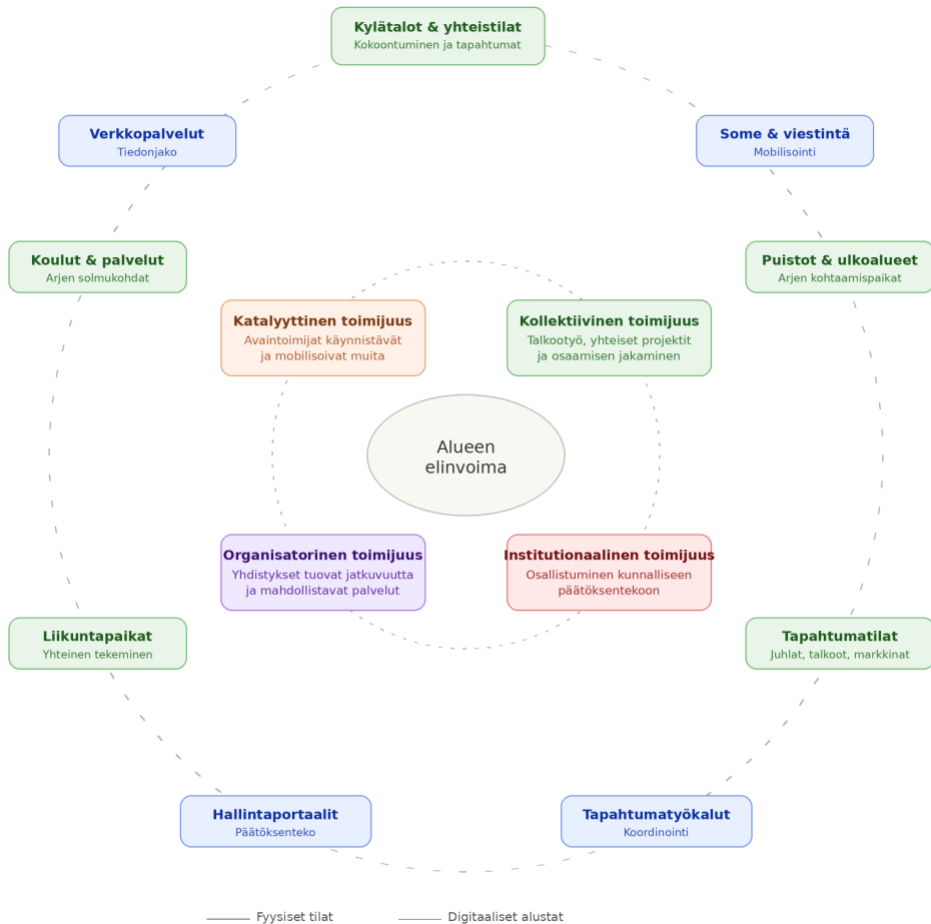 Kylätalot & yhteistilat
Kokoontuminen ja tapahtumat
Verkkopalvelut
Tiedonjako
Some & viestintä
Mobilisointi
Koulut & palvelut
Arjen solmukohdat
Puistot & ulkoalueet
Arjen kohtaamispaikat
Katalyyttinen toimijuus
Avaintoimijat käynnistävät
ja mobilisoivat muita
Kollektiivinen toimijuus
Talkootyö, yhteiset projektit
ja osaamisen jakaminen
Alueen
elinvoima
Organisatorinen toimijuus
Yhdistykset tuovat jatkuvuutta
ja mahdollistavat palvelut
Institutionaalinen toimijuus
Osallistuminen kunnalliseen
päätöksentekoon
Liikuntapaikat
Yhteinen tekeminen
Tapahtumatilat
Juhlat, talkoot, markkinat
Hallintaportaalit
Päätöksenteko
Tapahtumatyökalut
Koordinointi
Fyysiset tilat
Digitaaliset alustat